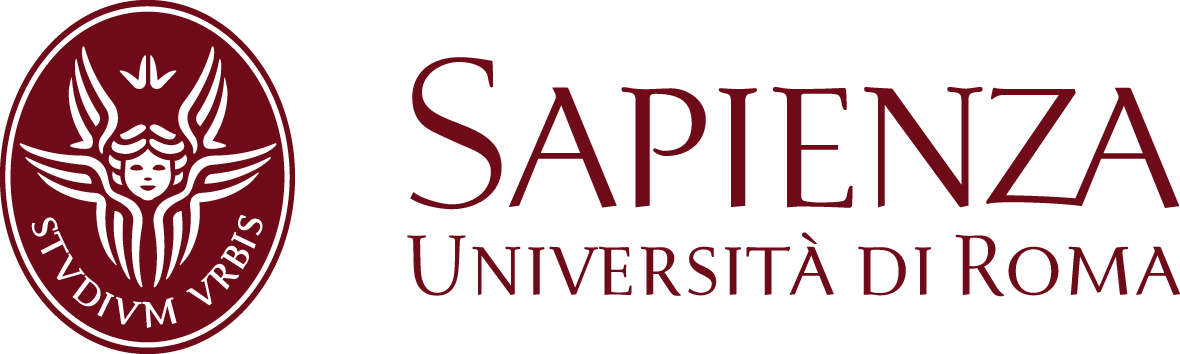 STVDIVM VRBIS
SAPIENZA
UNIVERSITÀ DI ROMA